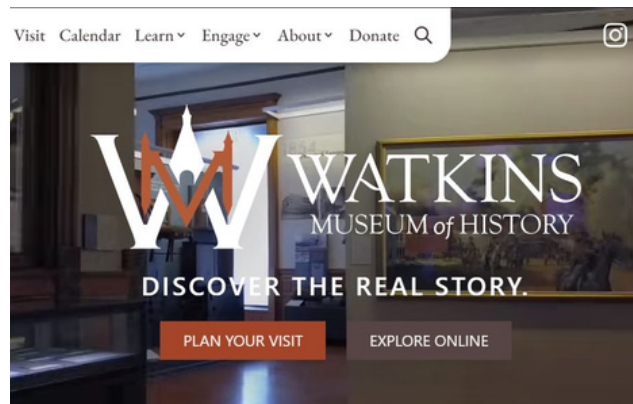 Visit Calendar Learn Engage About Donate
1854
WATKINS
MUSEUM of HISTORY
DISCOVER THE REAL STORY.
PLAN YOUR VISIT EXPLORE ONLINE